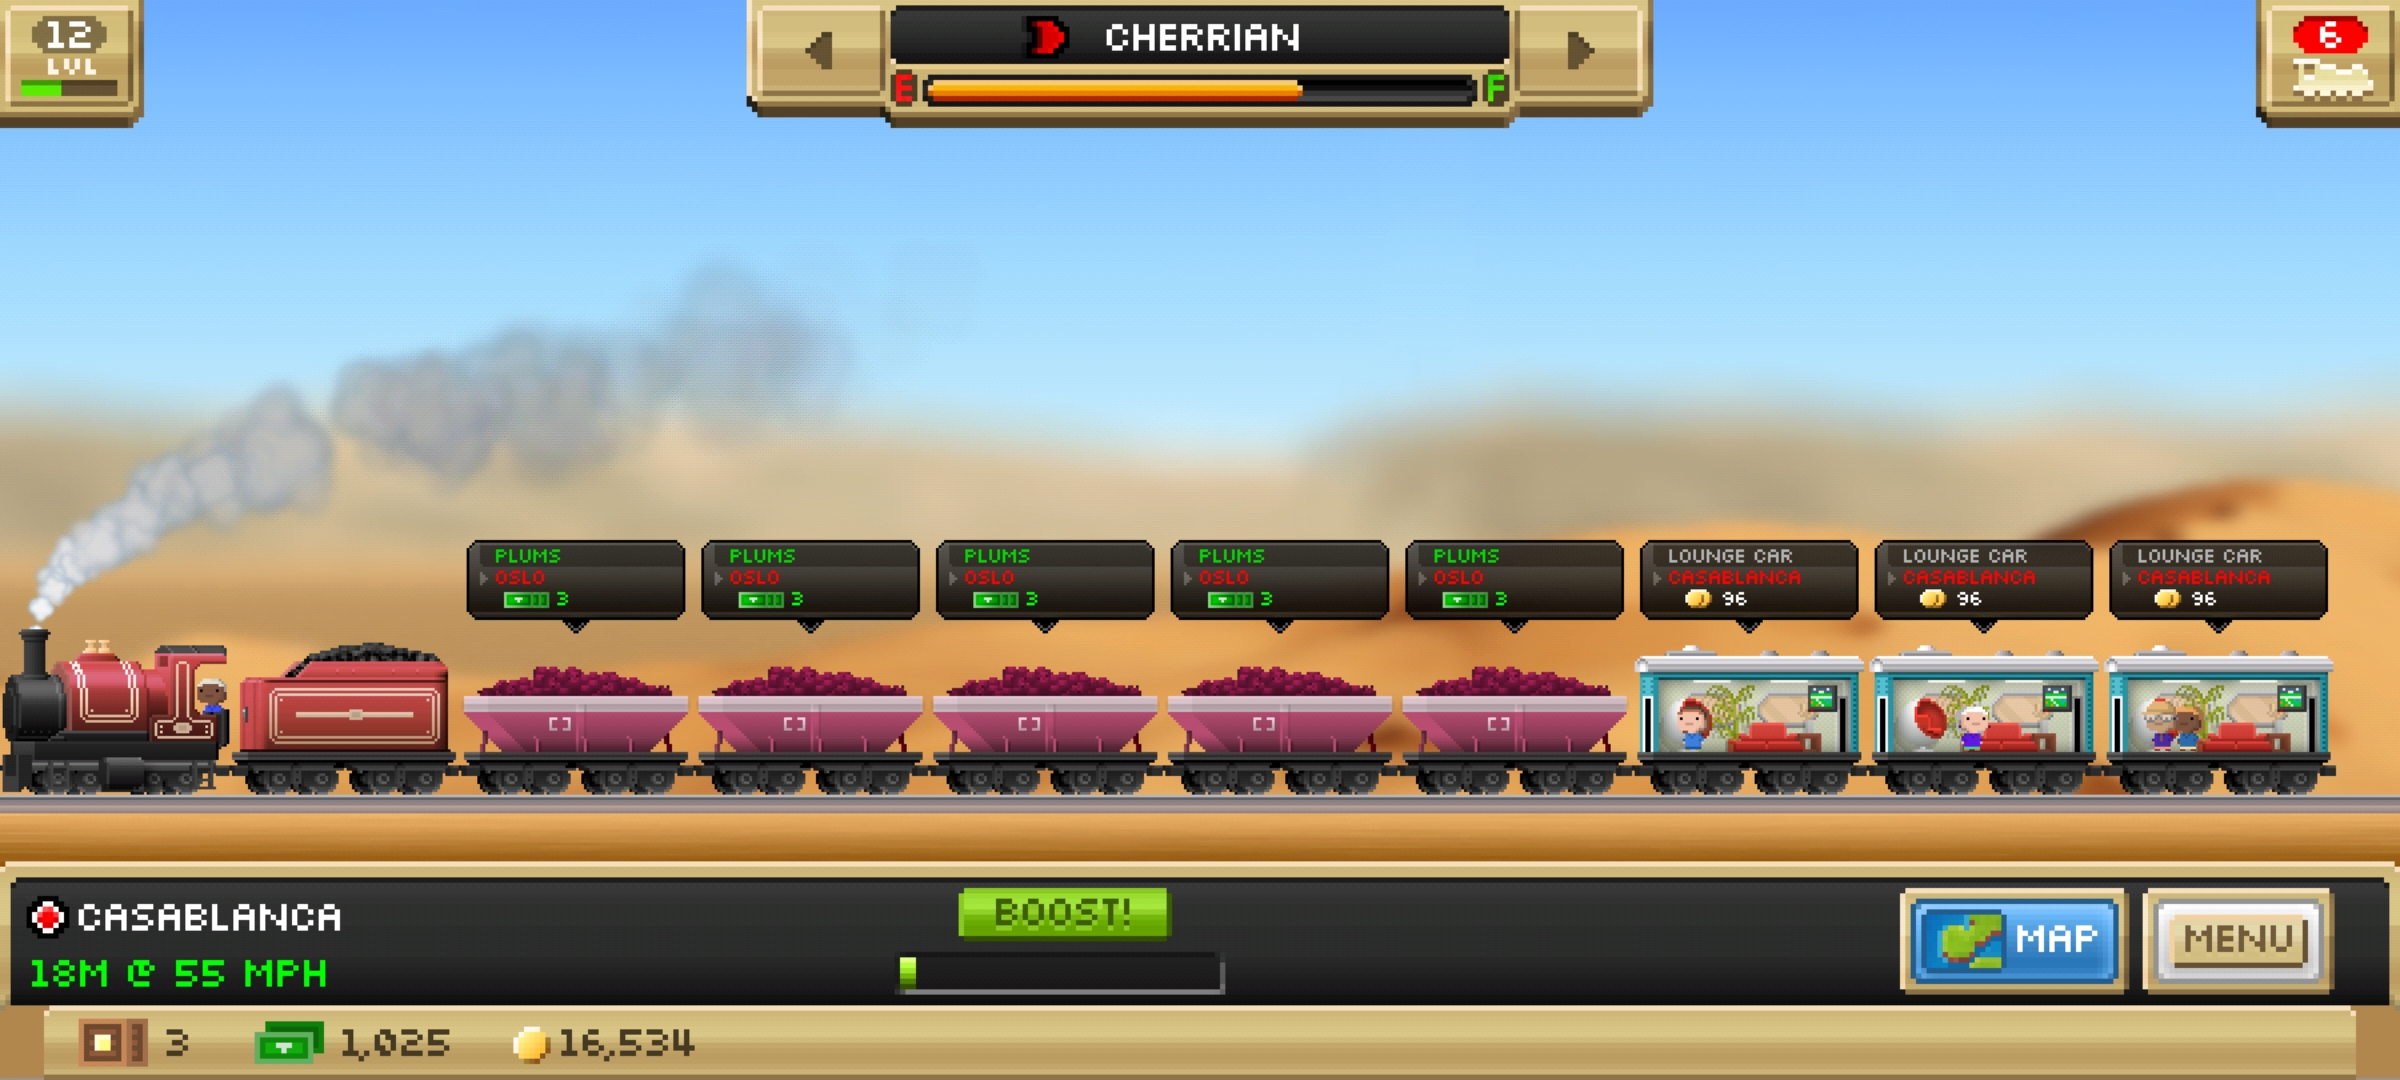 12
LVL
CHERRIAN
E F
6
PLUMS
OSLO
3
PLUMS
OSLO
3
PLUMS
OSLO
3
PLUMS
OSLO
3
PLUMS
OSLO
3
LOUNGE CAR
CASABLANCA
96
LOUNGE CAR
CASABLANCA
96
LOUNGE CAR
CASABLANCA
96
CASABLANCA
18M @ 55 MPH
BOOST!
MAP
MENU
3 1,025 16,534